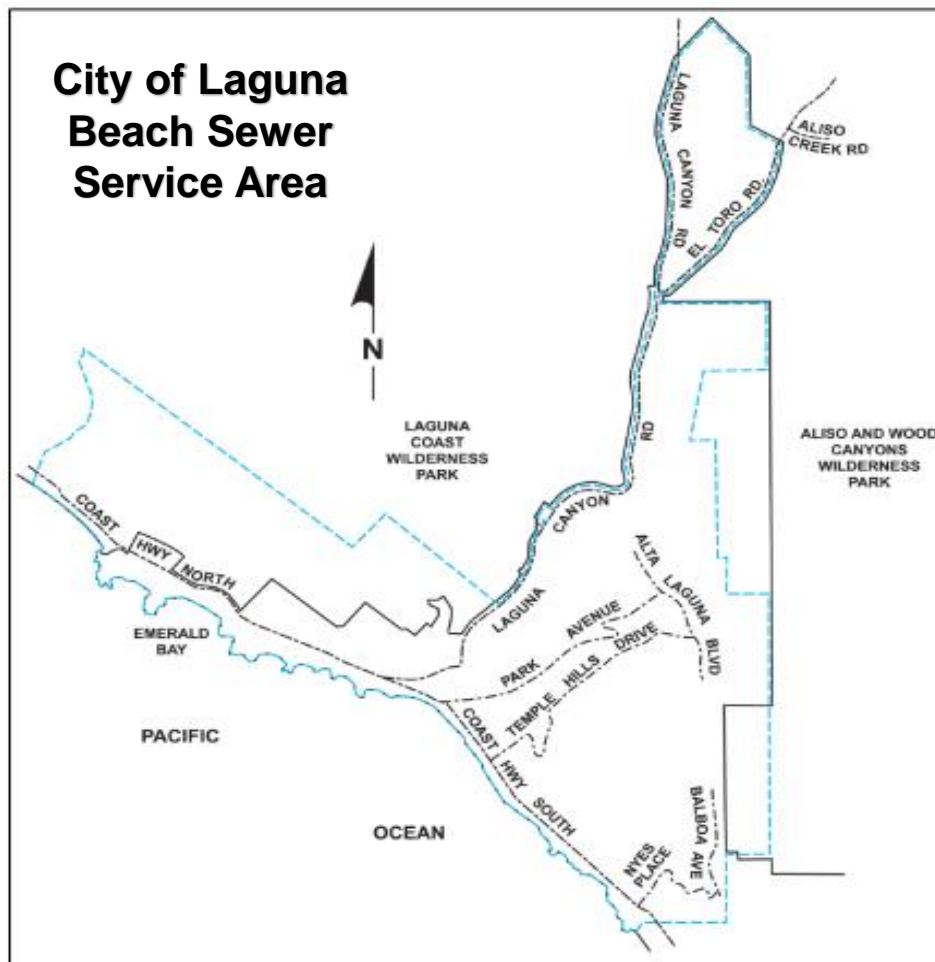 City of Laguna
Beach Sewer
Service Area
LAGUNA CANYON RD
ALISO
CREEK RD
EL TORO RD
N
LAGUNA
COAST
WILDERNESS
PARK
ALISO AND WOOD
CANYONS
WILDERNESS
PARK
LAGUNA CANYON RD
COAST HWY NORTH
EMERALD
BAY
ALTA LAGUNA BLVD
PARK AVENUE
TEMPLE HILLS DRIVE
PACIFIC
OCEAN
COAST HWY SOUTH
BALBOA AVE
NYES
PLACE